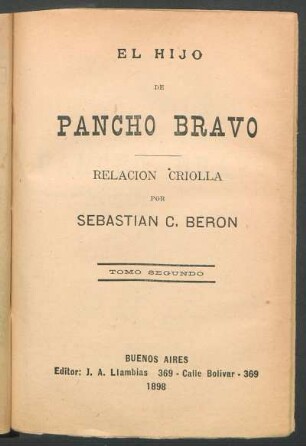 EL HIJO
DE
PANCHO BRAVO
RELACION CRIOLLA
POR
SEBASTIAN C. BERON
TOMO SEGUNDO
BUENOS AIRES
Editor: J. A. Llambias 369 - Calle Bolivar - 369
1898